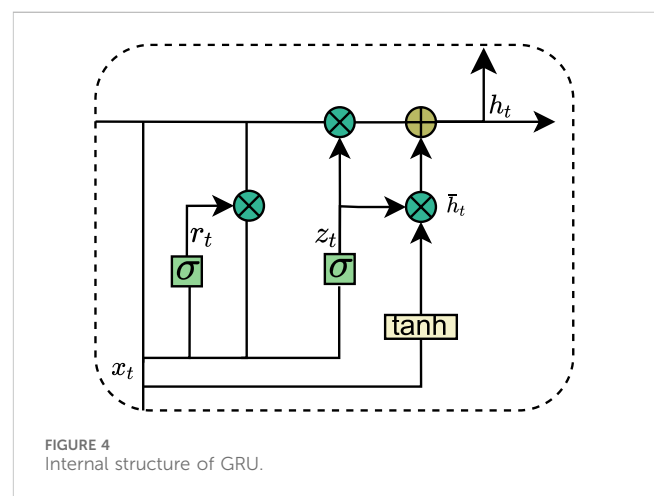 h_t
h̄_t
r_t
z_t
σ
σ
tanh
x_t
FIGURE 4
Internal structure of GRU.